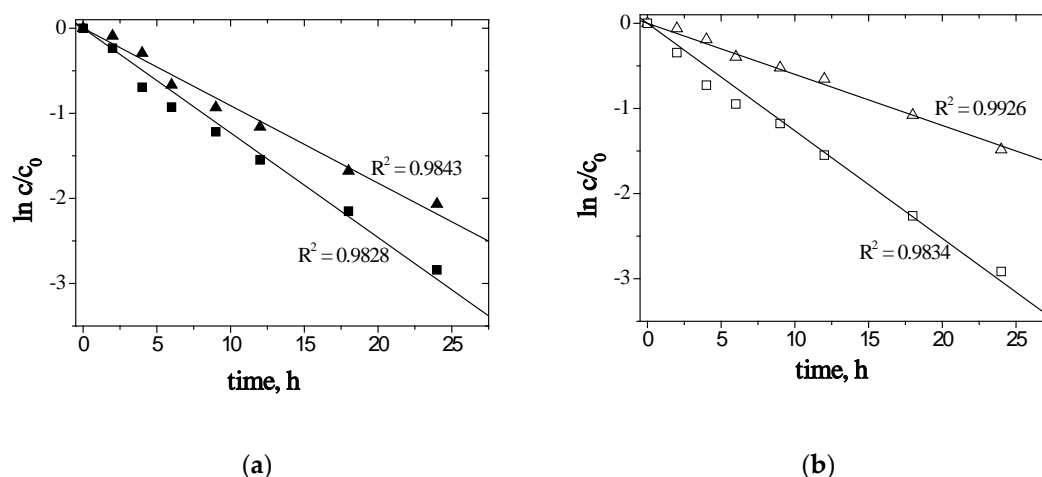 0
-1
-2
-3
ln c/c₀
R² = 0.9843
R² = 0.9828
0 5 10 15 20 25
time, h
(a)
0
-1
-2
-3
ln c/c₀
R² = 0.9926
R² = 0.9834
0 5 10 15 20 25
time, h
(b)